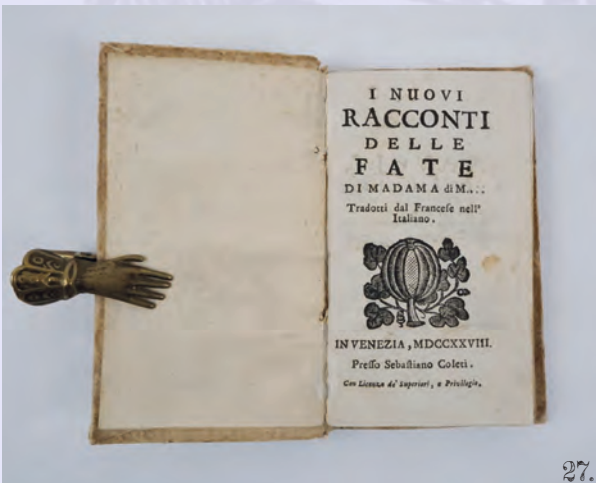 I NUOVI
RACCONTI
DELLE
FATE
DI MADAMA di M....
Tradotti dal Franceſe nell'
Italiano.
IN VENEZIA, MDCCXXVIII.
Preſſo Sebaſtiano Coleti.
Con Licenza de' Superiori, e Privilegio.
27.